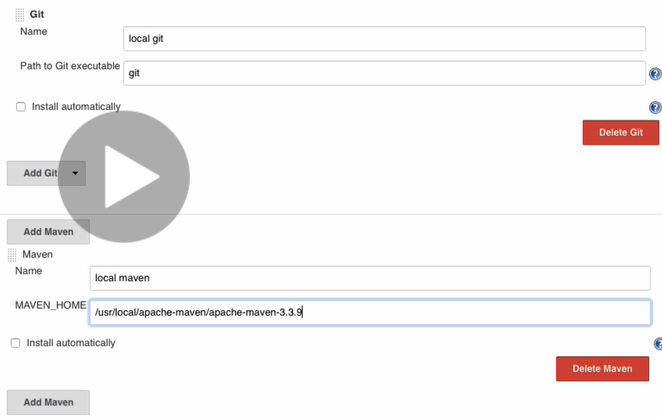 Git
Name
local git
Path to Git executable
git
Install automatically
Delete Git
Add Git
Add Maven
Maven
Name
local maven
MAVEN_HOME
/usr/local/apache-maven/apache-maven-3.3.9
Install automatically
Delete Maven
Add Maven